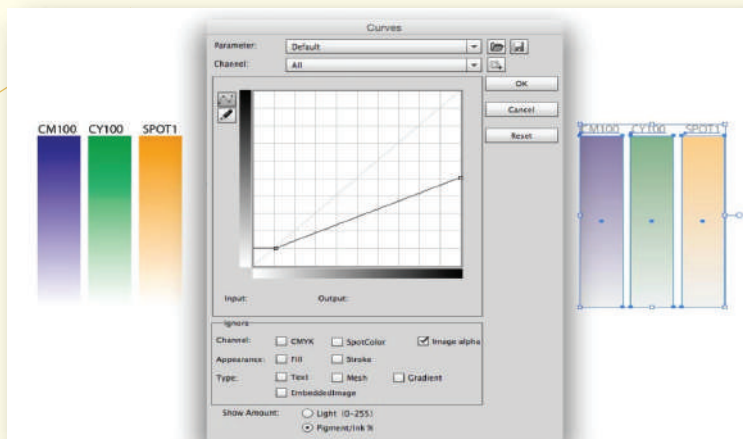 Curves
Parameter: Default
Channel: All
OK
Cancel
Reset
CM100 CY100 SPOT1
CM100 CY100 SPOT1
Input: Output:
Ignore
Channel: CMYK SpotColor Image alpha
Appearance: Fill Stroke
Type: Text Mesh Gradient
EmbeddedImage
Show Amount: Light (0-255)
Pigment/Ink %